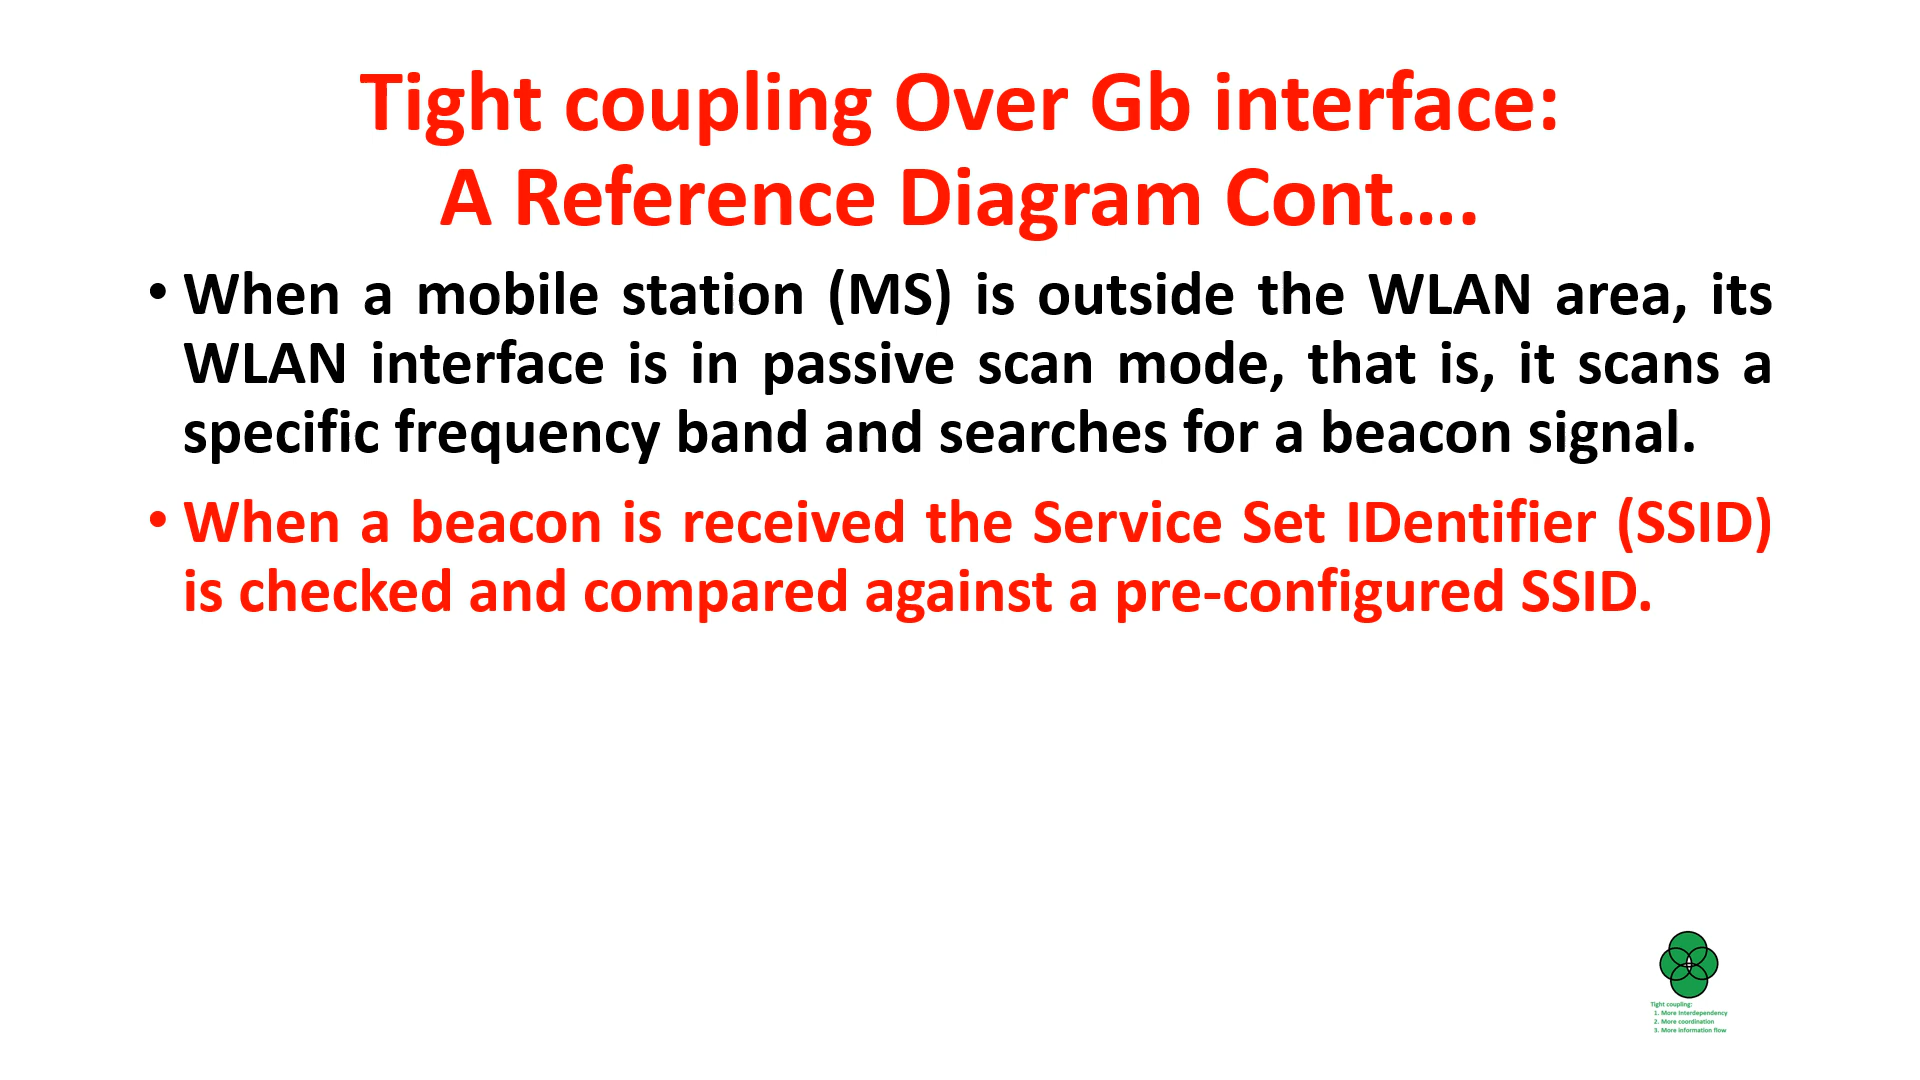 Tight coupling Over Gb interface:
A Reference Diagram Cont....
• When a mobile station (MS) is outside the WLAN area, its
WLAN interface is in passive scan mode, that is, it scans a
specific frequency band and searches for a beacon signal.
• When a beacon is received the Service Set IDentifier (SSID)
is checked and compared against a pre-configured SSID.
Tight coupling:
1. More Interdependency
2. More coordination
3. More information flow